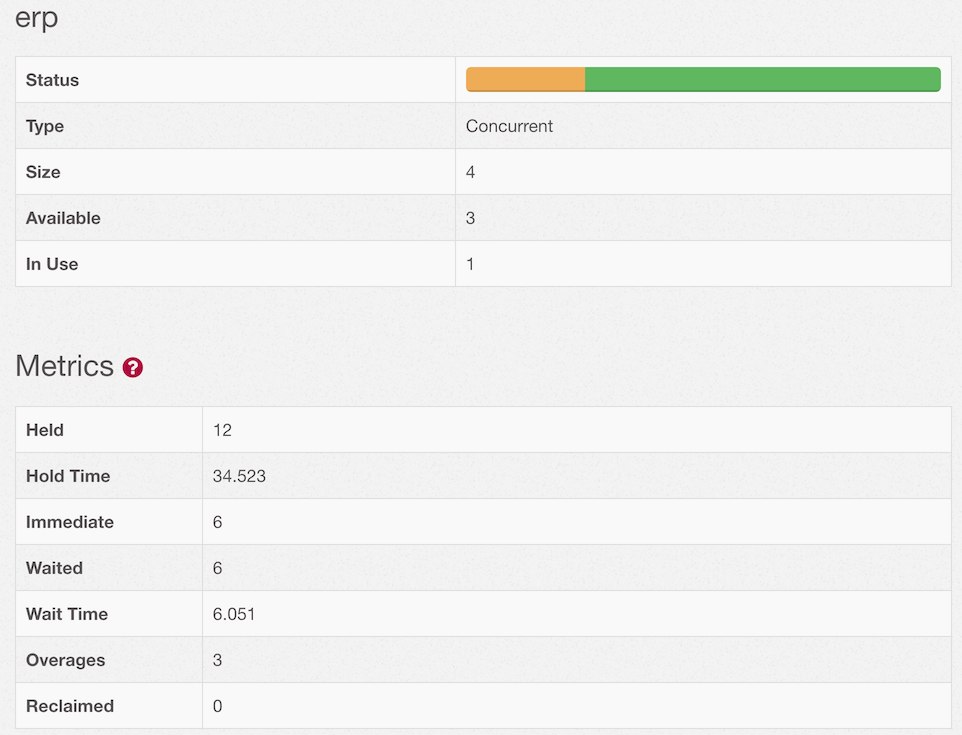 erp
Status
Type Concurrent
Size 4
Available 3
In Use 1
Metrics ?
Held 12
Hold Time 34.523
Immediate 6
Waited 6
Wait Time 6.051
Overages 3
Reclaimed 0